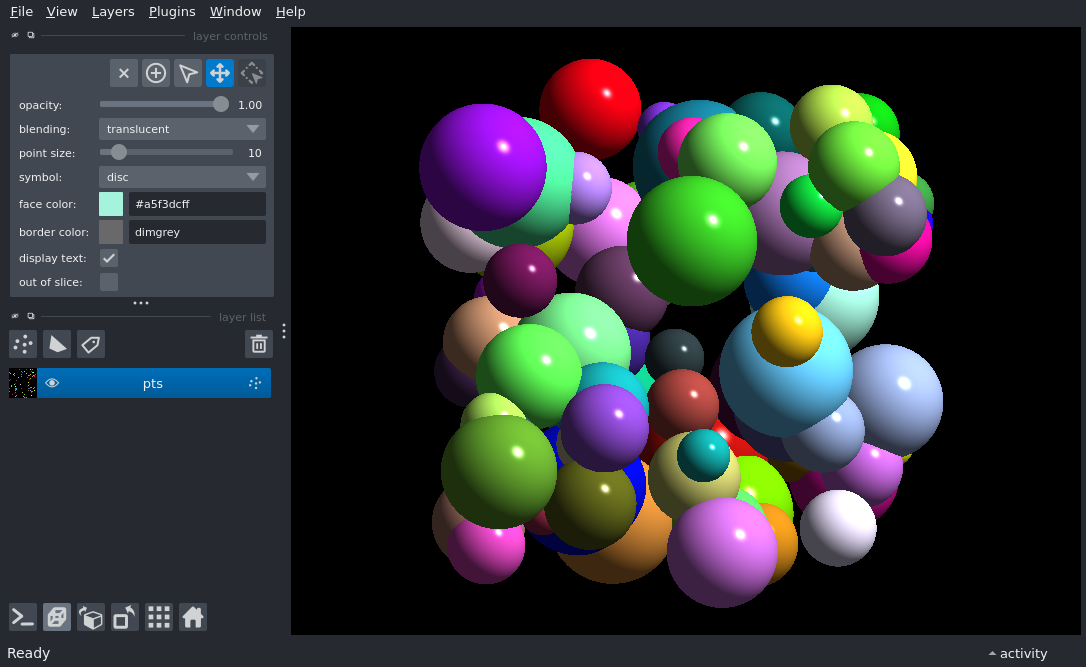 File View Layers Plugins Window Help
layer controls
opacity: 1.00
blending: translucent
point size: 10
symbol: disc
face color: #a5f3dcff
border color: dimgrey
display text:
out of slice:
layer list
pts
Ready
activity